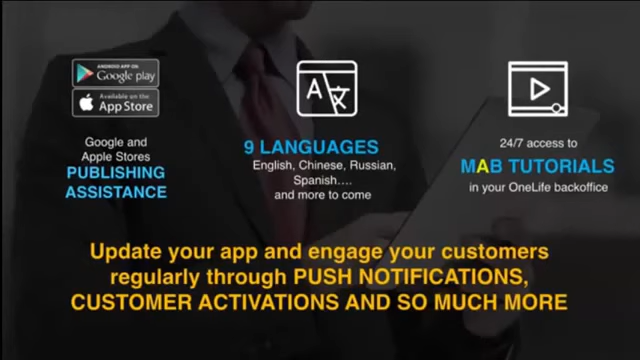 ANDROID APP ON
Google play
Available on the
App Store
Google and
Apple Stores
PUBLISHING
ASSISTANCE
A
文
9 LANGUAGES
English, Chinese, Russian,
Spanish....
and more to come
24/7 access to
MAB TUTORIALS
in your OneLife backoffice
Update your app and engage your customers
regularly through PUSH NOTIFICATIONS,
CUSTOMER ACTIVATIONS AND SO MUCH MORE